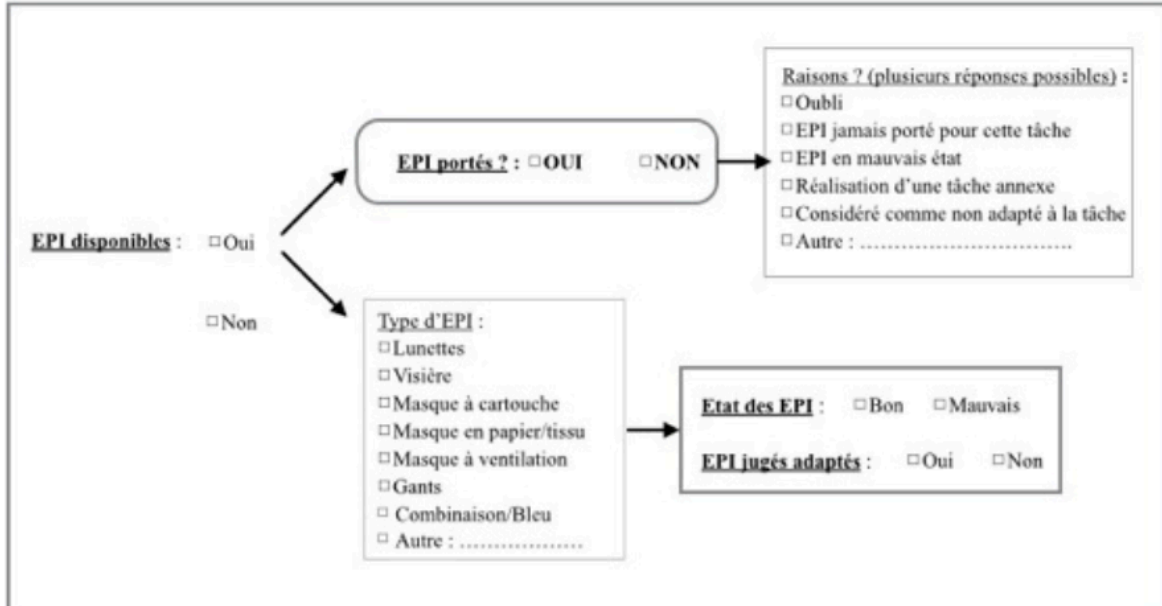 EPI disponibles : □Oui
□Non
EPI portés ? : □OUI □NON
Raisons ? (plusieurs réponses possibles) :
□Oubli
□EPI jamais porté pour cette tâche
□EPI en mauvais état
□Réalisation d'une tâche annexe
□Considéré comme non adapté à la tâche
□Autre : ................................
Type d'EPI :
□Lunettes
□Visière
□Masque à cartouche
□Masque en papier/tissu
□Masque à ventilation
□Gants
□ Combinaison/Bleu
□ Autre : ...................
Etat des EPI : □Bon □Mauvais
EPI jugés adaptés : □Oui □Non